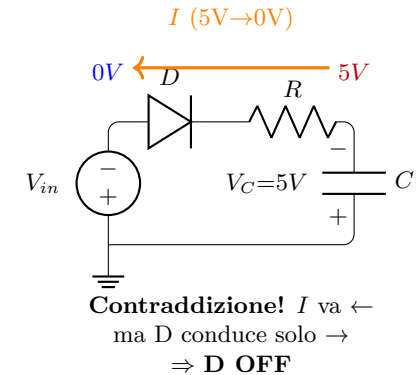 I (5V→0V)
0V
5V
D
R
−
V_in
−
+
V_C=5V
C
+
Contraddizione! I va ←
ma D conduce solo →
⇒ D OFF